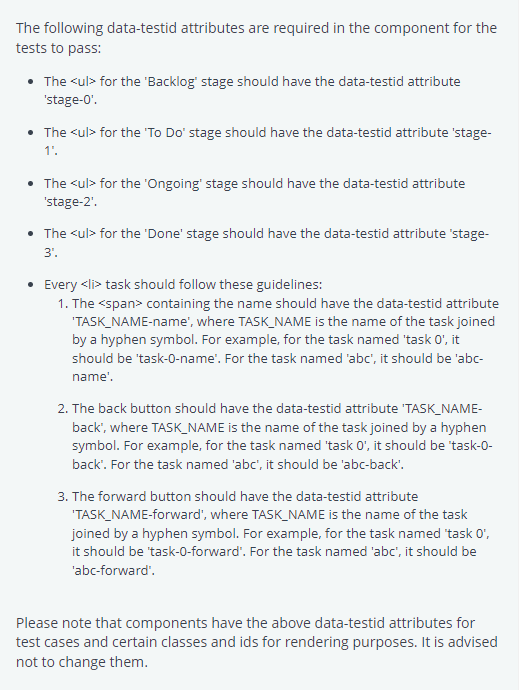 The following data-testid attributes are required in the component for the
tests to pass:
• The <ul> for the 'Backlog' stage should have the data-testid attribute
'stage-0'.
• The <ul> for the 'To Do' stage should have the data-testid attribute 'stage-
1'.
• The <ul> for the 'Ongoing' stage should have the data-testid attribute
'stage-2'.
• The <ul> for the 'Done' stage should have the data-testid attribute 'stage-
3'.
• Every <li> task should follow these guidelines:
1. The <span> containing the name should have the data-testid attribute
'TASK_NAME-name', where TASK_NAME is the name of the task joined
by a hyphen symbol. For example, for the task named 'task 0', it
should be 'task-0-name'. For the task named 'abc', it should be 'abc-
name'.
2. The back button should have the data-testid attribute 'TASK_NAME-
back', where TASK_NAME is the name of the task joined by a hyphen
symbol. For example, for the task named 'task 0', it should be 'task-0-
back'. For the task named 'abc', it should be 'abc-back'.
3. The forward button should have the data-testid attribute
'TASK_NAME-forward', where TASK_NAME is the name of the task
joined by a hyphen symbol. For example, for the task named 'task 0',
it should be 'task-0-forward'. For the task named 'abc', it should be
'abc-forward'.
Please note that components have the above data-testid attributes for
test cases and certain classes and ids for rendering purposes. It is advised
not to change them.